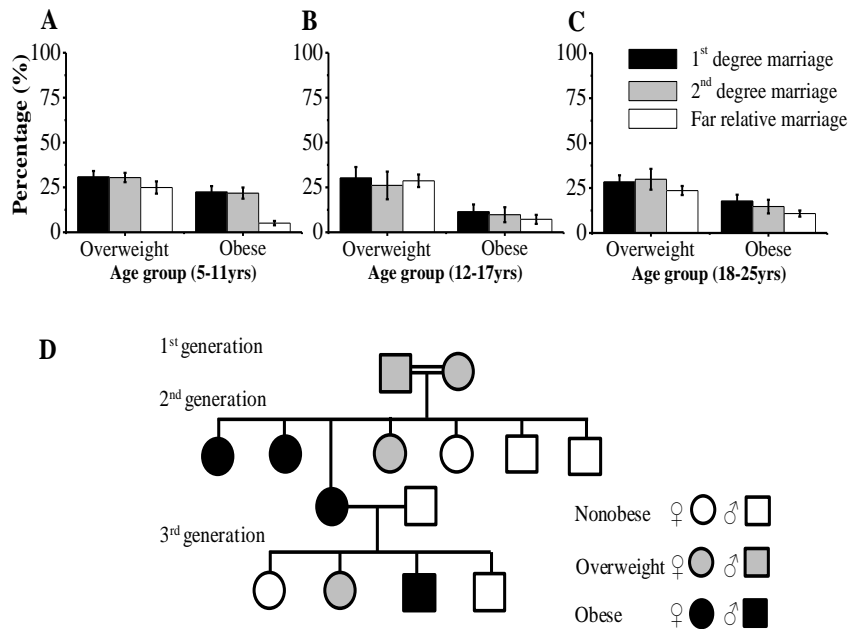 A
B
C
100
75
50
25
0
Percentage (%)
Overweight Obese
Age group (5-11yrs)
100
75
50
25
0
Overweight Obese
Age group (12-17yrs)
100
75
50
25
0
Overweight Obese
Age group (18-25yrs)
1st degree marriage
2nd degree marriage
Far relative marriage
D
1st generation
2nd generation
3rd generation
Nonobese ♀ ♂
Overweight ♀ ♂
Obese ♀ ♂